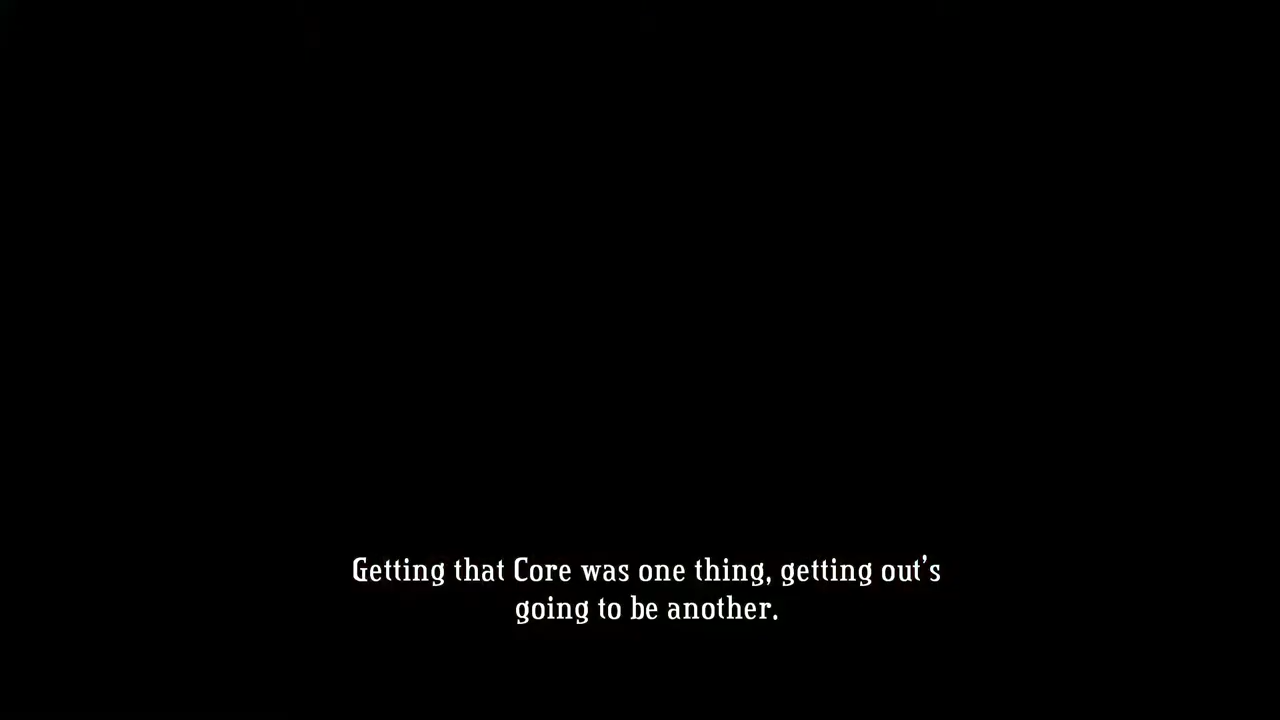 Getting that Core was one thing, getting out's
going to be another.